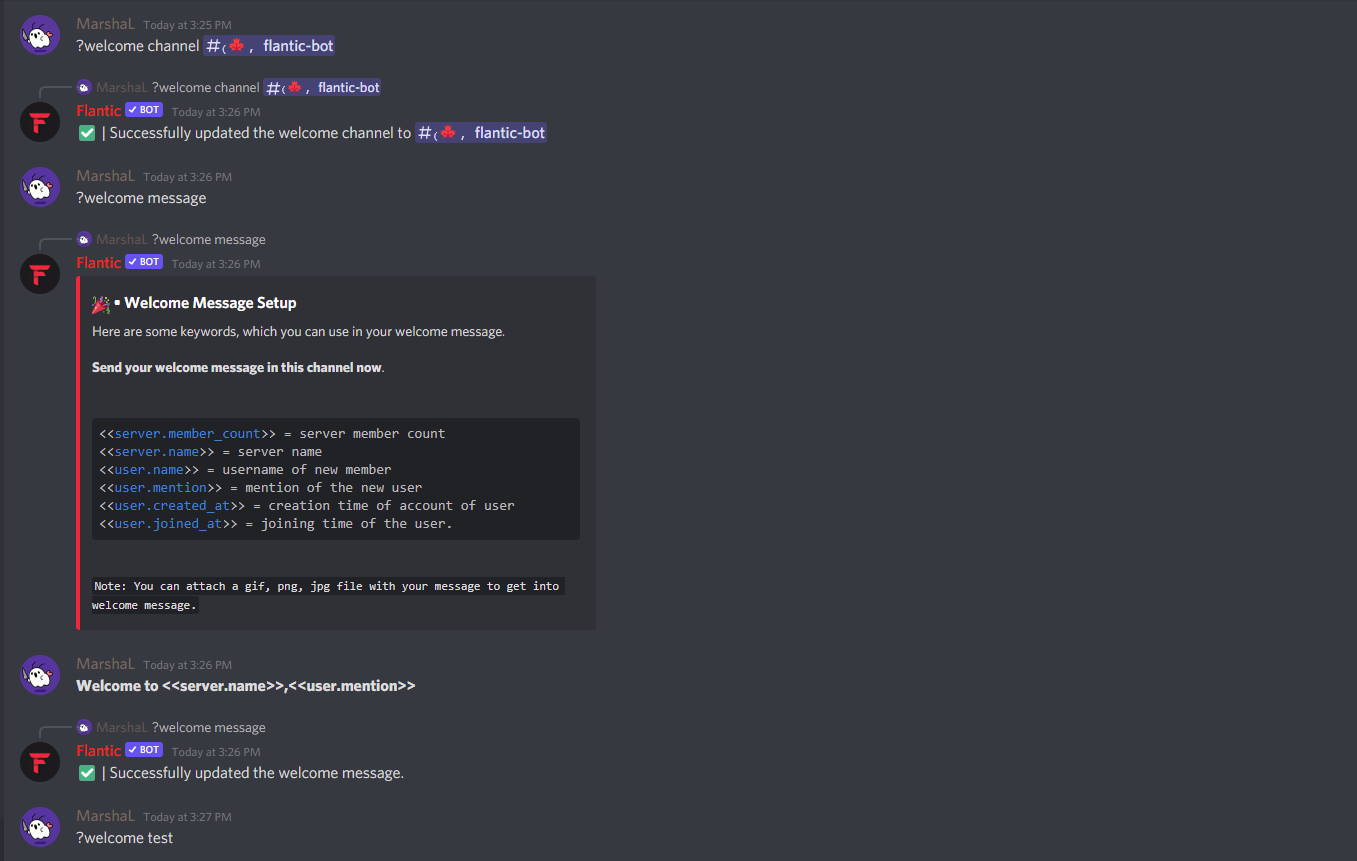 MarshaL Today at 3:25 PM
?welcome channel #(🍁, flantic-bot
MarshaL ?welcome channel #(🍁, flantic-bot
Flantic ✓ BOT Today at 3:26 PM
✅ | Successfully updated the welcome channel to #(🍁, flantic-bot
MarshaL Today at 3:26 PM
?welcome message
MarshaL ?welcome message
Flantic ✓ BOT Today at 3:26 PM
🎉 ▪ Welcome Message Setup
Here are some keywords, which you can use in your welcome message.
Send your welcome message in this channel now.
<<server.member_count>> = server member count
<<server.name>> = server name
<<user.name>> = username of new member
<<user.mention>> = mention of the new user
<<user.created_at>> = creation time of account of user
<<user.joined_at>> = joining time of the user.
Note: You can attach a gif, png, jpg file with your message to get into
welcome message.
MarshaL Today at 3:26 PM
Welcome to <<server.name>>,<<user.mention>>
MarshaL ?welcome message
Flantic ✓ BOT Today at 3:26 PM
✅ | Successfully updated the welcome message.
MarshaL Today at 3:27 PM
?welcome test